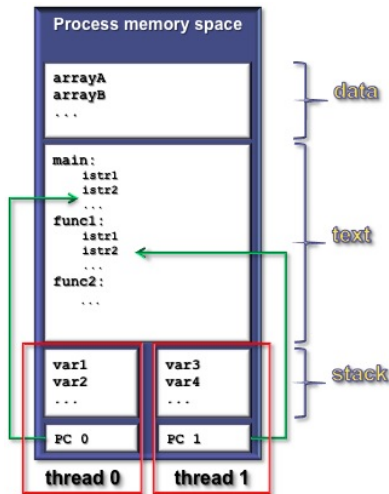 Process memory space
arrayA
arrayB
...
data
main:
istr1
istr2
...
func1:
istr1
istr2
...
func2:
...
text
var1
var2
...
var3
var4
...
stack
PC 0
PC 1
thread 0
thread 1